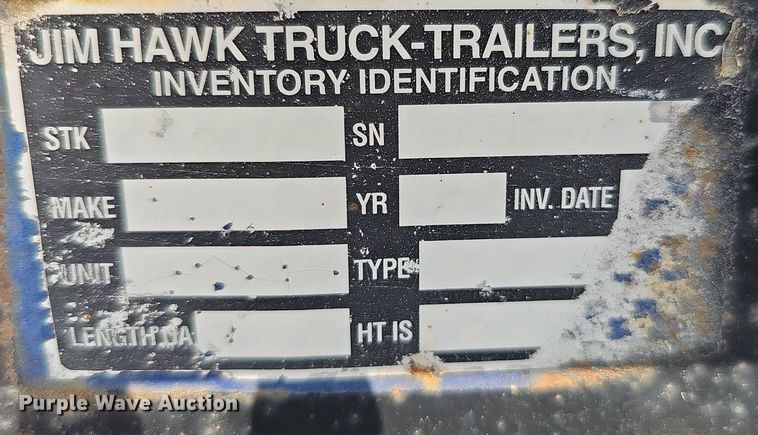 JIM HAWK TRUCK-TRAILERS, INC
INVENTORY IDENTIFICATION
STK SN
MAKE YR INV. DATE
UNIT TYPE
LENGTH DA HT IS
Purple Wave Auction